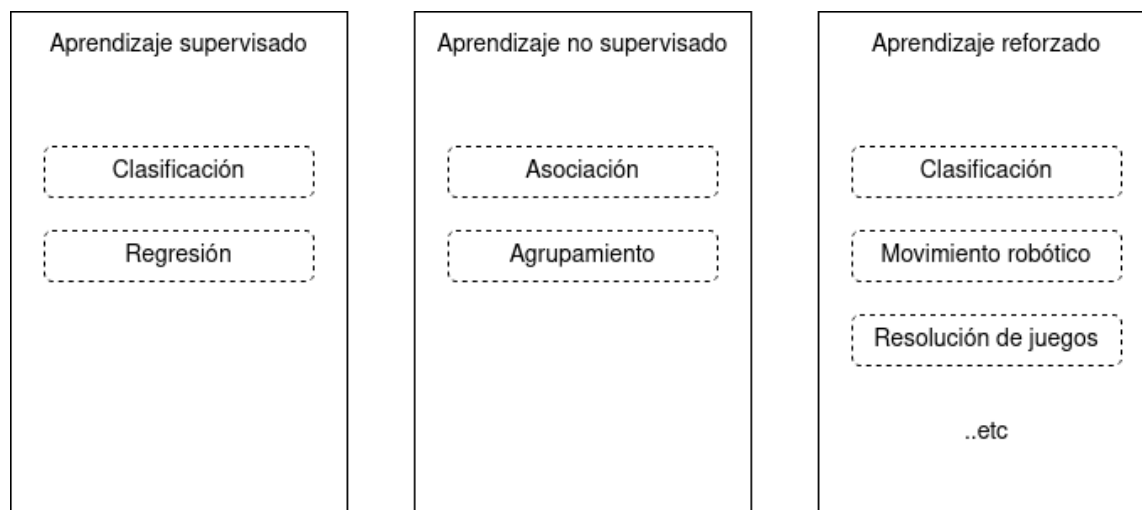 Aprendizaje supervisado
Clasificación
Regresión
Aprendizaje no supervisado
Asociación
Agrupamiento
Aprendizaje reforzado
Clasificación
Movimiento robótico
Resolución de juegos
..etc